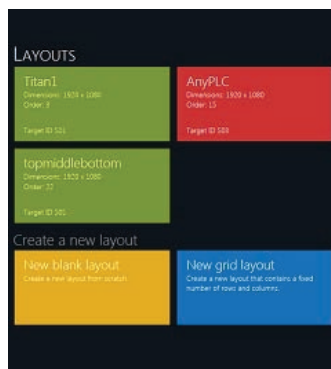 LAYOUTS
Titan1
Dimensions: 1920 x 1080
Order: 9
Target ID 501
AnyPLC
Dimensions: 1920 x 1080
Order: 15
Target ID 503
topmiddlebottom
Dimensions: 1920 x 1080
Order: 22
Target ID 501
Create a new layout
New blank layout
Create a new layout from scratch.
New grid layout
Create a new layout that contains a fixed
number of rows and columns.